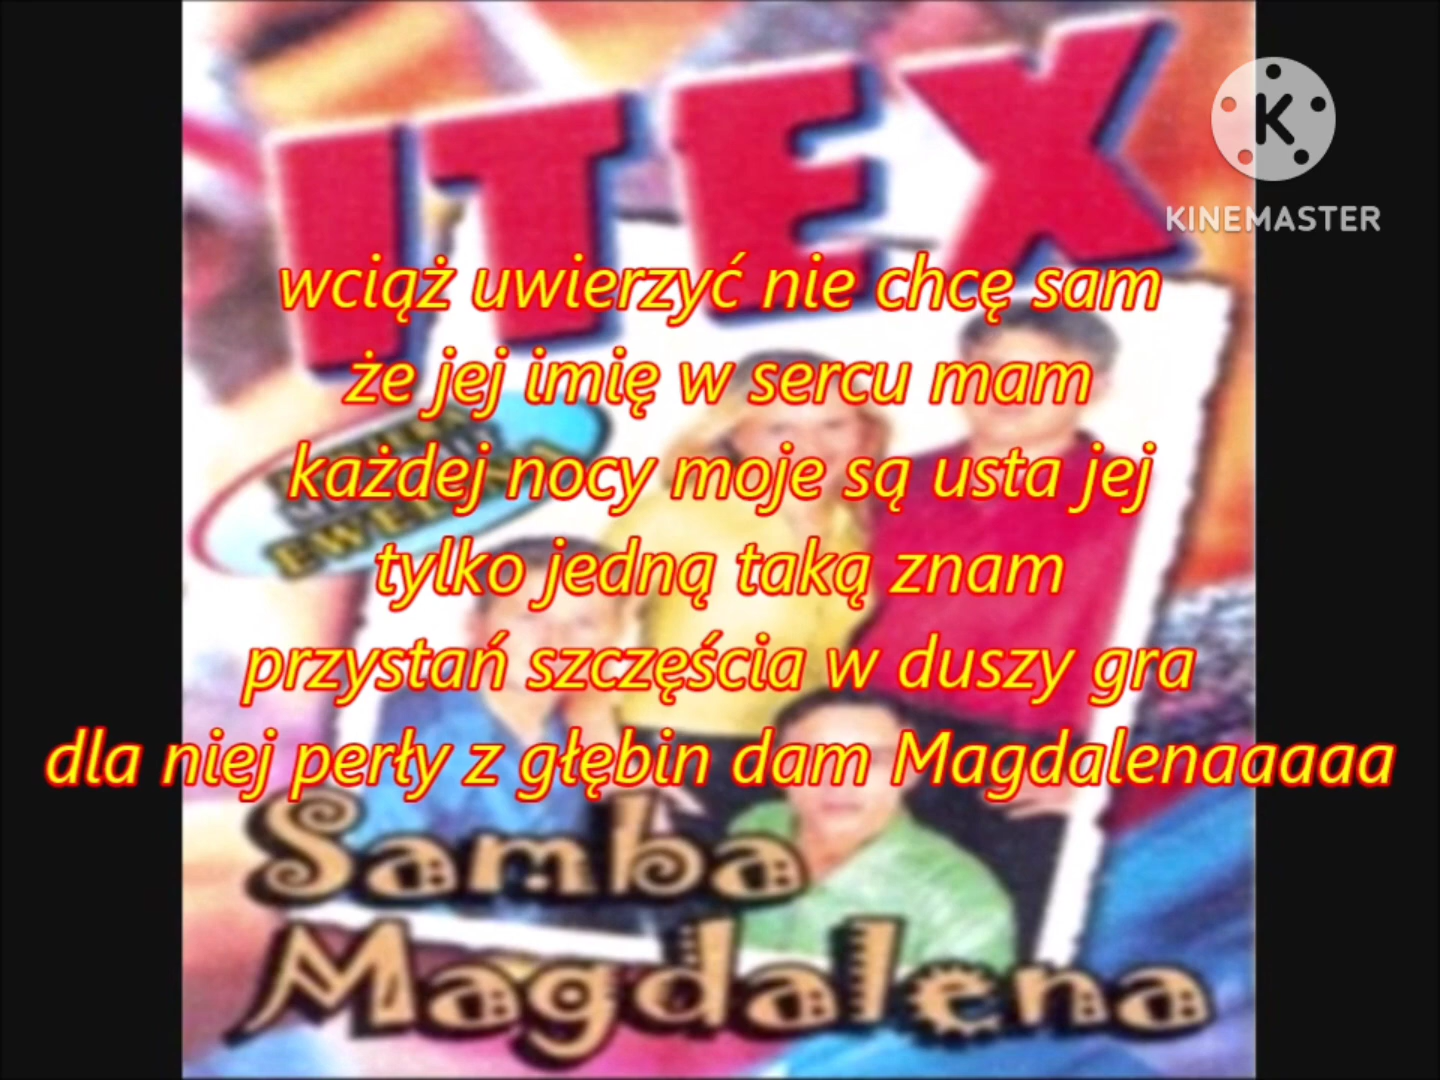 ITEX
K
KINEMASTER
wciąż uwierzyć nie chcę sam
że jej imię w sercu mam
każdej nocy moje są usta jej
tylko jedną taką znam
przystań szczęścia w duszy gra
dla niej perły z głębin dam Magdalenaaaaa
Samba
Magdalena